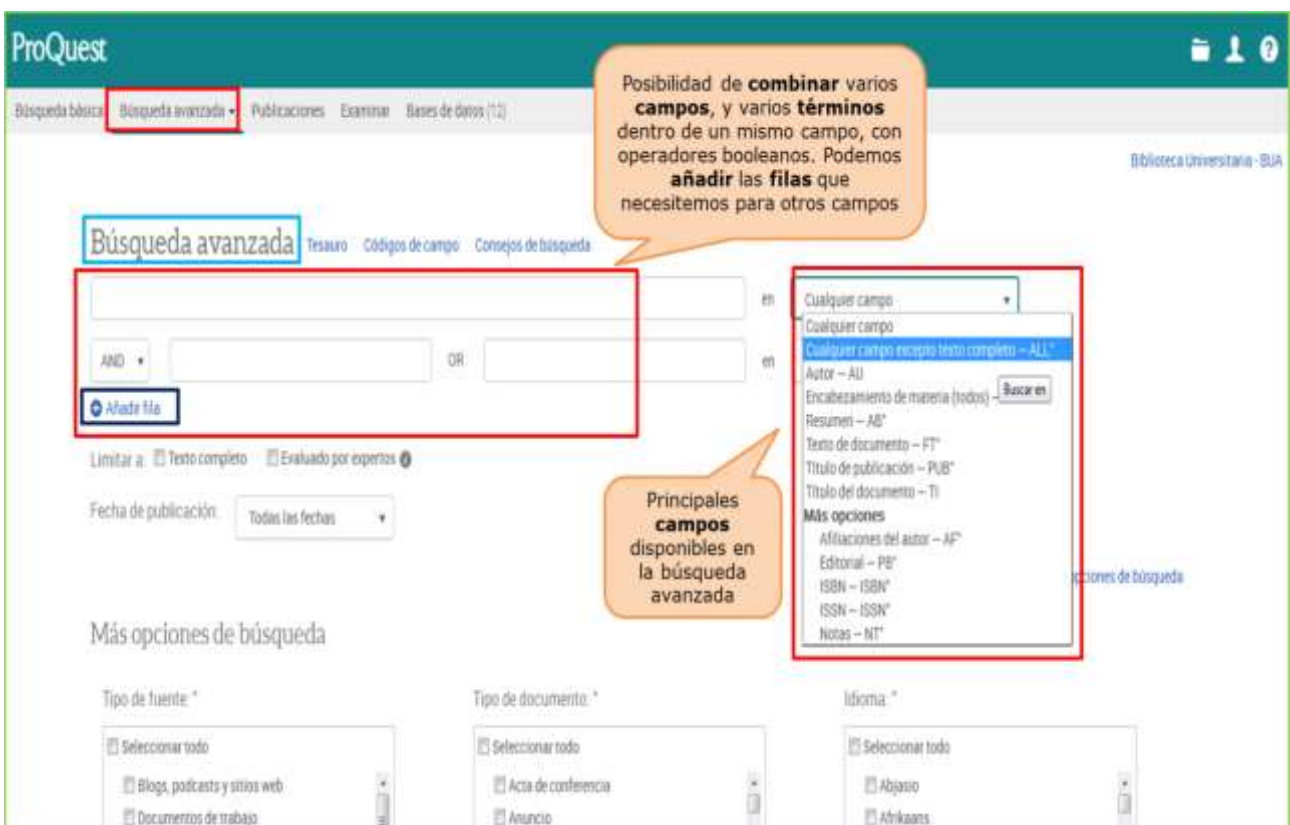 ProQuest
Búsqueda básica Búsqueda avanzada Publicaciones Examinar Bases de datos (12)
Posibilidad de combinar varios
campos, y varios términos
dentro de un mismo campo, con
operadores booleanos. Podemos
añadir las filas que
necesitemos para otros campos
Biblioteca Universitaria - BUA
Búsqueda avanzada Tesauro Códigos de campo Consejos de búsqueda
en Cualquier campo
Cualquier campo
Cualquier campo excepto texto completo – ALL*
AND OR en
Autor – AU
Encabezamiento de materia (todos) –
Buscar en
Añadir fila
Resumen – AB*
Texto de documento – FT*
Título de publicación – PUB*
Título del documento – TI
Más opciones
Afiliaciones del autor – AF*
Editorial – PB*
ISBN – ISBN*
ISSN – ISSN*
Notas – NT*
Limitar a: Texto completo Evaluado por expertos
Fecha de publicación: Todas las fechas
Principales
campos
disponibles en
la búsqueda
avanzada
opciones de búsqueda
Más opciones de búsqueda
Tipo de fuente: * Tipo de documento: * Idioma: *
Seleccionar todo Seleccionar todo Seleccionar todo
Blogs, podcasts y sitios web Acta de conferencia Abjasio
Documentos de trabajo Anuncio Afrikaans